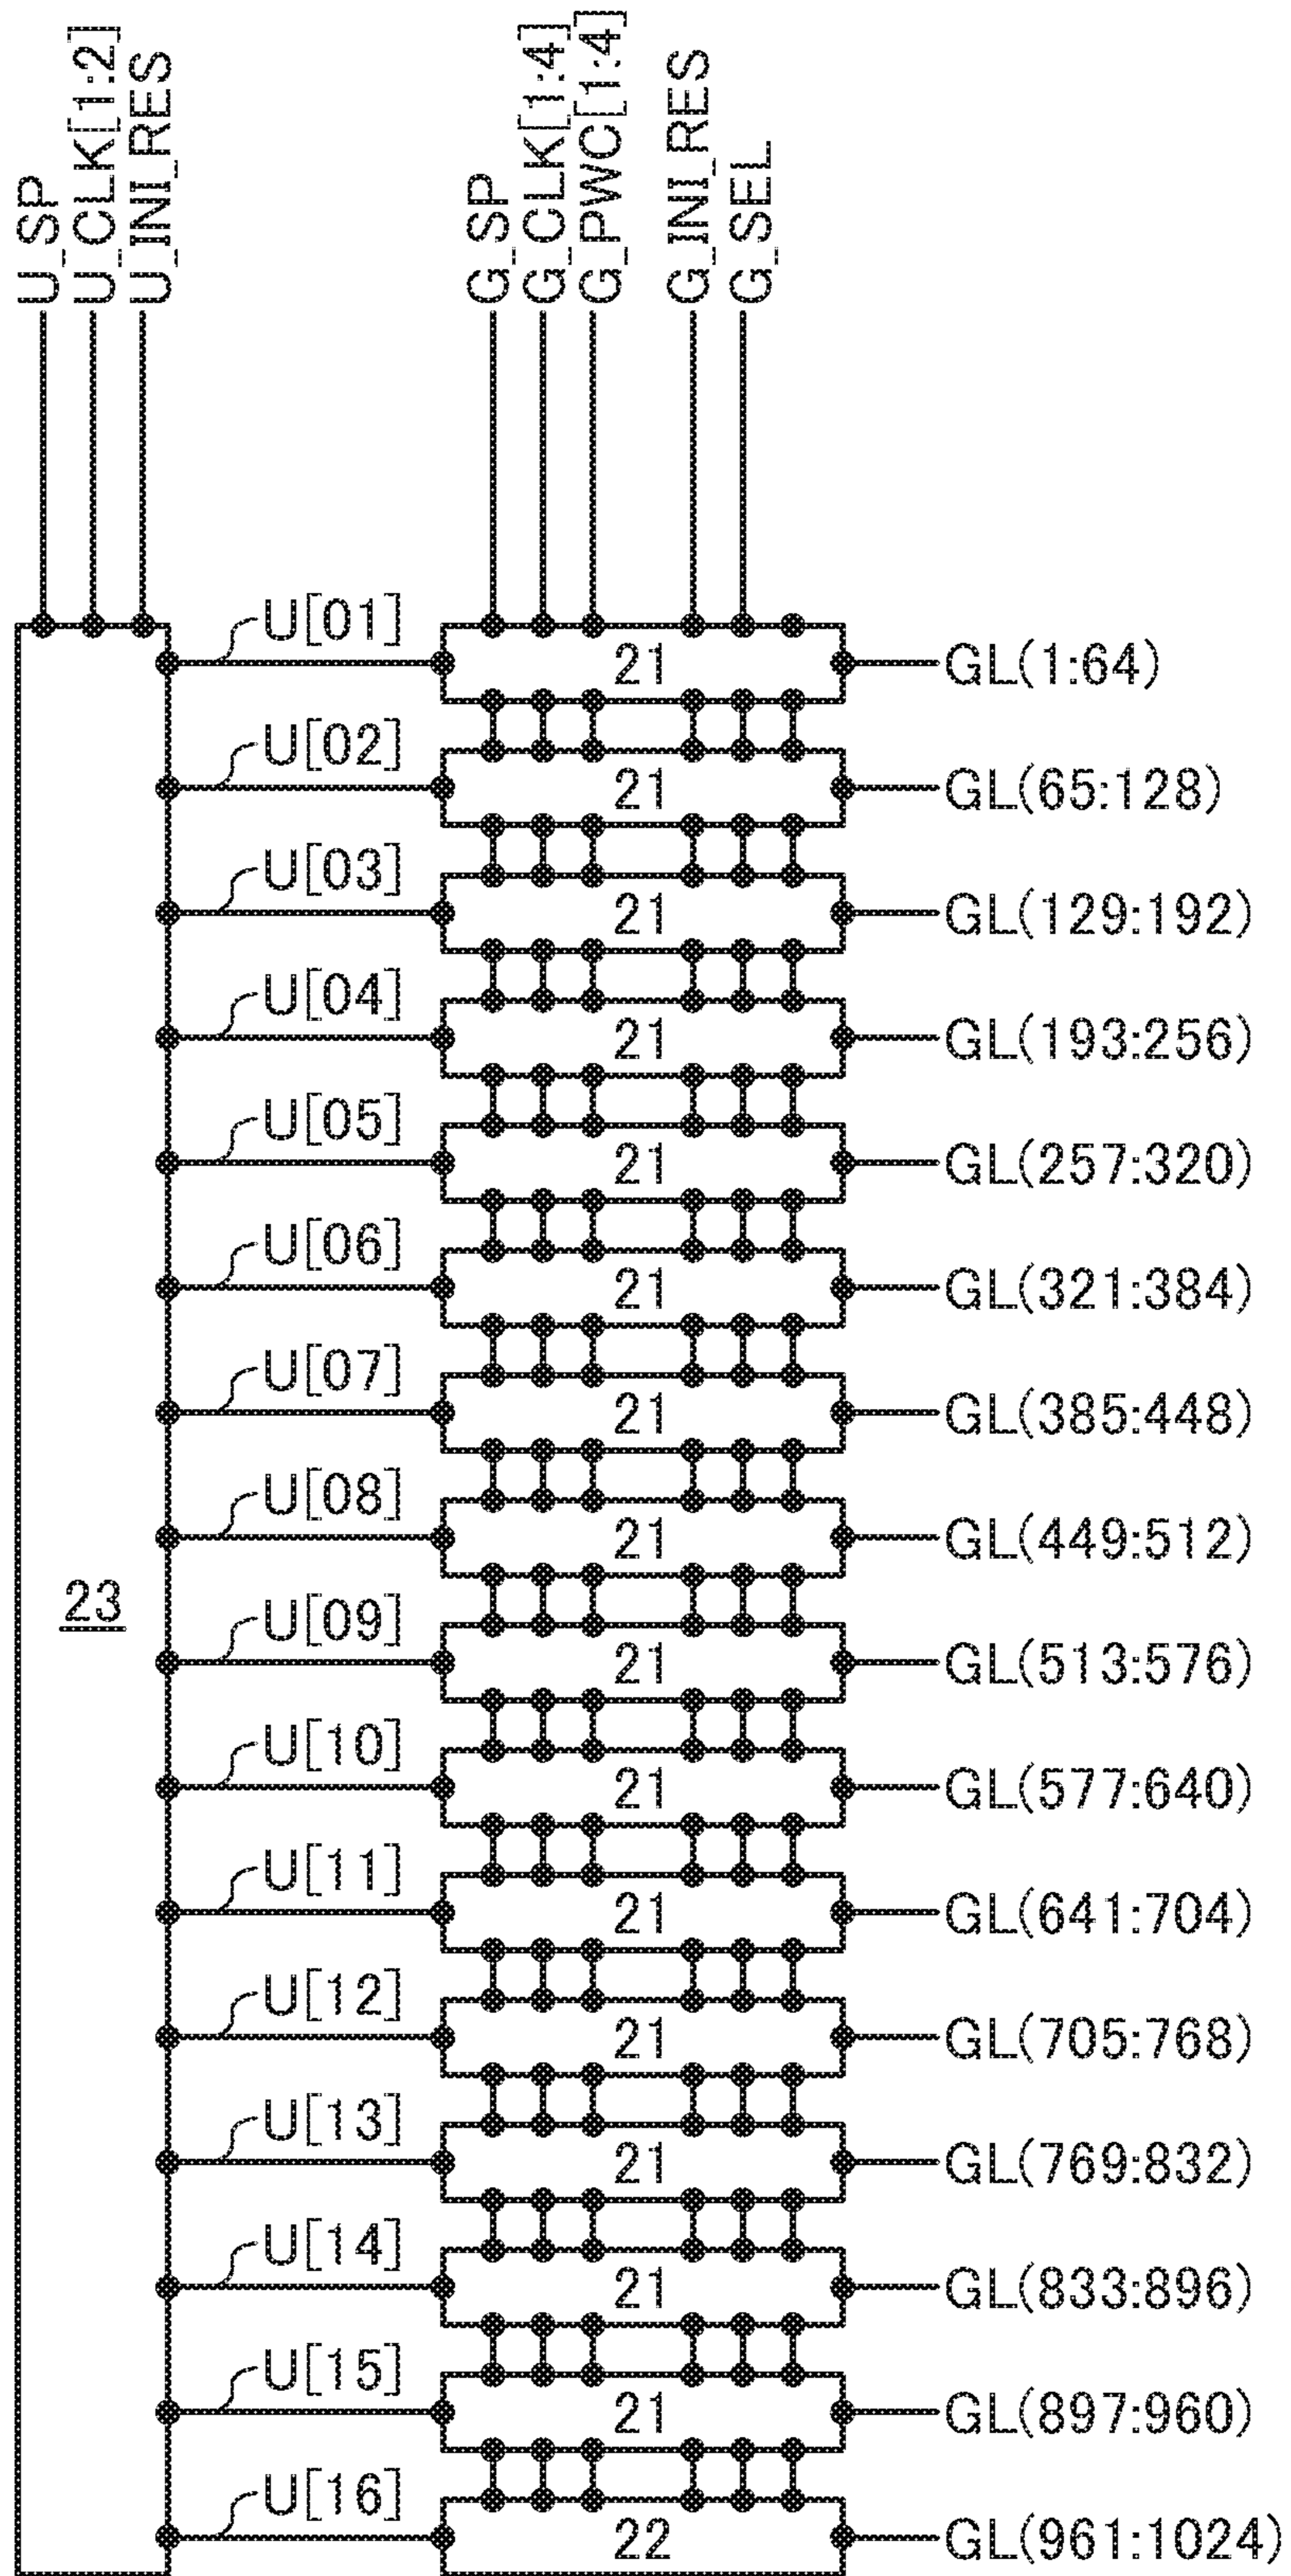 U_SP
U_CLK[1:2]
U_INI_RES
G_SP
G_CLK[1:4]
G_PWC[1:4]
G_INI_RES
G_SEL
U[01]
21
GL(1:64)
U[02]
21
GL(65:128)
U[03]
21
GL(129:192)
U[04]
21
GL(193:256)
U[05]
21
GL(257:320)
U[06]
21
GL(321:384)
U[07]
21
GL(385:448)
U[08]
21
GL(449:512)
23
U[09]
21
GL(513:576)
U[10]
21
GL(577:640)
U[11]
21
GL(641:704)
U[12]
21
GL(705:768)
U[13]
21
GL(769:832)
U[14]
21
GL(833:896)
U[15]
21
GL(897:960)
U[16]
22
GL(961:1024)